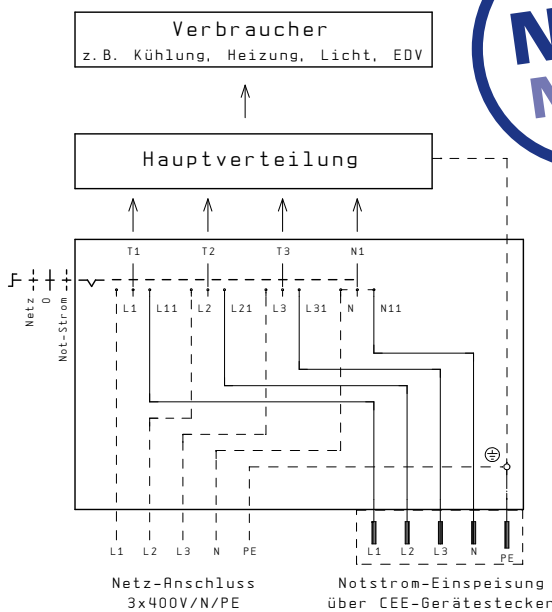 Verbraucher
z.B. Kühlung, Heizung, Licht, EDV
Hauptverteilung
T1 T2 T3 N1
Netz
0
Not-Strom
L1 L11 L2 L21 L3 L31 N N11
L1 L2 L3 N PE L1 L2 L3 N PE
Netz-Anschluss
3x400V/N/PE
Notstrom-Einspeisung
über CEE-Gerätestecker